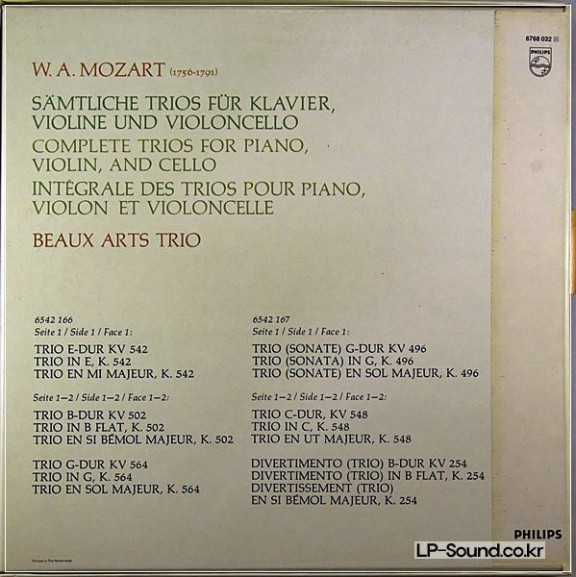 6768 032
PHILIPS
W. A. MOZART (1756-1791)
SÄMTLICHE TRIOS FÜR KLAVIER,
VIOLINE UND VIOLONCELLO
COMPLETE TRIOS FOR PIANO,
VIOLIN, AND CELLO
INTÉGRALE DES TRIOS POUR PIANO,
VIOLON ET VIOLONCELLE
BEAUX ARTS TRIO
6542 166
Seite 1 / Side 1 / Face 1:
TRIO E-DUR KV 542
TRIO IN E, K. 542
TRIO EN MI MAJEUR, K. 542
Seite 1—2 / Side 1—2 / Face 1—2:
TRIO B-DUR KV 502
TRIO IN B FLAT, K. 502
TRIO EN SI BÉMOL MAJEUR, K. 502
TRIO G-DUR KV 564
TRIO IN G, K. 564
TRIO EN SOL MAJEUR, K. 564
6542 167
Seite 1 / Side 1 / Face 1:
TRIO (SONATE) G-DUR KV 496
TRIO (SONATA) IN G, K. 496
TRIO (SONATE) EN SOL MAJEUR, K. 496
Seite 1—2 / Side 1—2 / Face 1—2:
TRIO C-DUR, KV 548
TRIO IN C, K. 548
TRIO EN UT MAJEUR, K. 548
DIVERTIMENTO (TRIO) B-DUR KV 254
DIVERTIMENTO (TRIO) IN B FLAT, K. 254
DIVERTISSEMENT (TRIO)
EN SI BÉMOL MAJEUR, K. 254
PHILIPS
Printed in The Netherlands
LP-Sound.co.kr